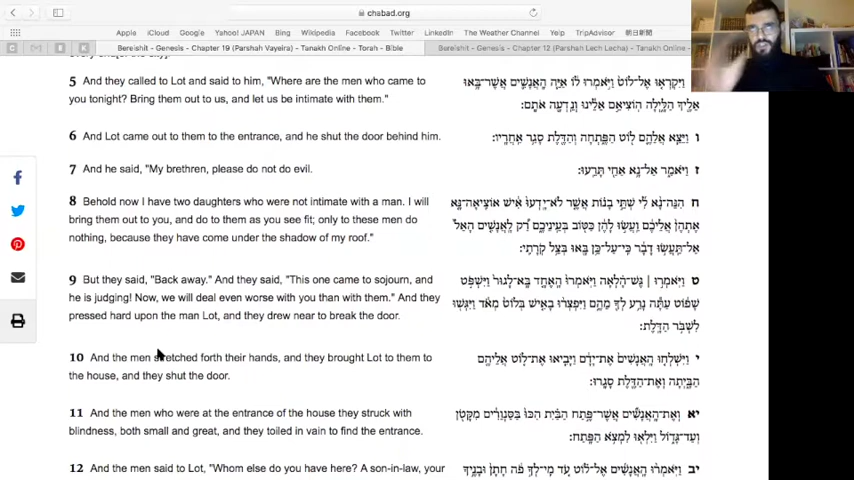 chabad.org
Apple iCloud Yahoo! JAPAN Bing Wikipedia Facebook Twitter LinkedIn The Weather Channel Yelp TripAdvisor 朝日新聞
Bereishit - Genesis - Chapter 19 (Parshah Vayeira) - Tanakh Online - Torah - Bible
Bereishit - Genesis - Chapter 12 (Parshah Lech Lecha) - Tanakh Online
5 And they called to Lot and said to him, "Where are the men who came to
you tonight? Bring them out to us, and let us be intimate with them."
6 And Lot came out to them to the entrance, and he shut the door behind him.
7 And he said, "My brethren, please do not do evil.
8 Behold now I have two daughters who were not intimate with a man. I will
bring them out to you, and do to them as you see fit; only to these men do
nothing, because they have come under the shadow of my roof."
9 But they said, "Back away." And they said, "This one came to sojourn, and
he is judging! Now, we will deal even worse with you than with them." And they
pressed hard upon the man Lot, and they drew near to break the door.
10 And the men stretched forth their hands, and they brought Lot to them to
the house, and they shut the door.
11 And the men who were at the entrance of the house they struck with
blindness, both small and great, and they toiled in vain to find the entrance.
12 And the men said to Lot, "Whom else do you have here? A son-in-law, your
וַיִּקְרְא֤וּ אֶל־לוֹט֙ וַיֹּ֣אמְרוּ ל֔וֹ אַיֵּ֧ה הָֽאֲנָשִׁ֛ים אֲשֶׁר־בָּ֥אוּ
אֵלֶ֖יךָ הַלָּ֑יְלָה הֽוֹצִיאֵ֣ם אֵלֵ֔ינוּ וְנֵֽדְעָ֖ה אֹתָֽם:
ו וַיֵּצֵ֧א אֲלֵהֶ֛ם ל֖וֹט הַפֶּ֑תְחָה וְהַדֶּ֖לֶת סָגַ֥ר אַֽחֲרָֽיו:
ז וַיֹּאמַ֑ר אַל־נָ֥א אַחַ֖י תָּרֵֽעוּ:
ח הִנֵּה־נָ֨א לִ֜י שְׁתֵּ֣י בָנ֗וֹת אֲשֶׁ֤ר לֹֽא־יָֽדְעוּ֙ אִ֔ישׁ אוֹצִֽיאָה־נָּ֤א
אֶתְהֶן֙ אֲלֵיכֶ֔ם וַֽעֲשׂ֣וּ לָהֶ֔ן כַּטּ֖וֹב בְּעֵֽינֵיכֶ֑ם רַ֠ק לָֽאֲנָשִׁ֤ים הָאֵל֙
אַל־תַּֽעֲשׂ֣וּ דָבָ֔ר כִּֽי־עַל־כֵּ֥ן בָּ֖אוּ בְּצֵ֥ל קֹֽרָתִֽי:
ט וַיֹּֽאמְר֣וּ | גֶּשׁ־הָ֗לְאָה וַיֹּֽאמְרוּ֙ הָֽאֶחָ֤ד בָּֽא־לָגוּר֙ וַיִּשְׁפֹּ֣ט
שָׁפ֔וֹט עַתָּ֕ה נָרַ֥ע לְךָ֖ מֵהֶ֑ם וַיִּפְצְר֨וּ בָאִ֤ישׁ בְּלוֹט֙ מְאֹ֔ד וַֽיִּגְּשׁ֖וּ
לִשְׁבֹּ֥ר הַדָּֽלֶת:
י וַיִּשְׁלְח֤וּ הָֽאֲנָשִׁים֙ אֶת־יָדָ֔ם וַיָּבִ֧יאוּ אֶת־ל֛וֹט אֲלֵיהֶ֖ם
הַבָּ֑יְתָה וְאֶת־הַדֶּ֖לֶת סָגָֽרוּ:
יא וְֽאֶת־הָֽאֲנָשִׁ֞ים אֲשֶׁר־פֶּ֣תַח הַבַּ֗יִת הִכּוּ֙ בַּסַּנְוֵרִ֔ים מִקָּטֹ֖ן
וְעַד־גָּד֑וֹל וַיִּלְא֖וּ לִמְצֹ֥א הַפָּֽתַח:
יב וַיֹּֽאמְר֨וּ הָֽאֲנָשִׁ֜ים אֶל־ל֗וֹט עֹ֚ד מִֽי־לְךָ֣ פֹ֔ה חָתָן֙ וּבָנֶ֣יךָ